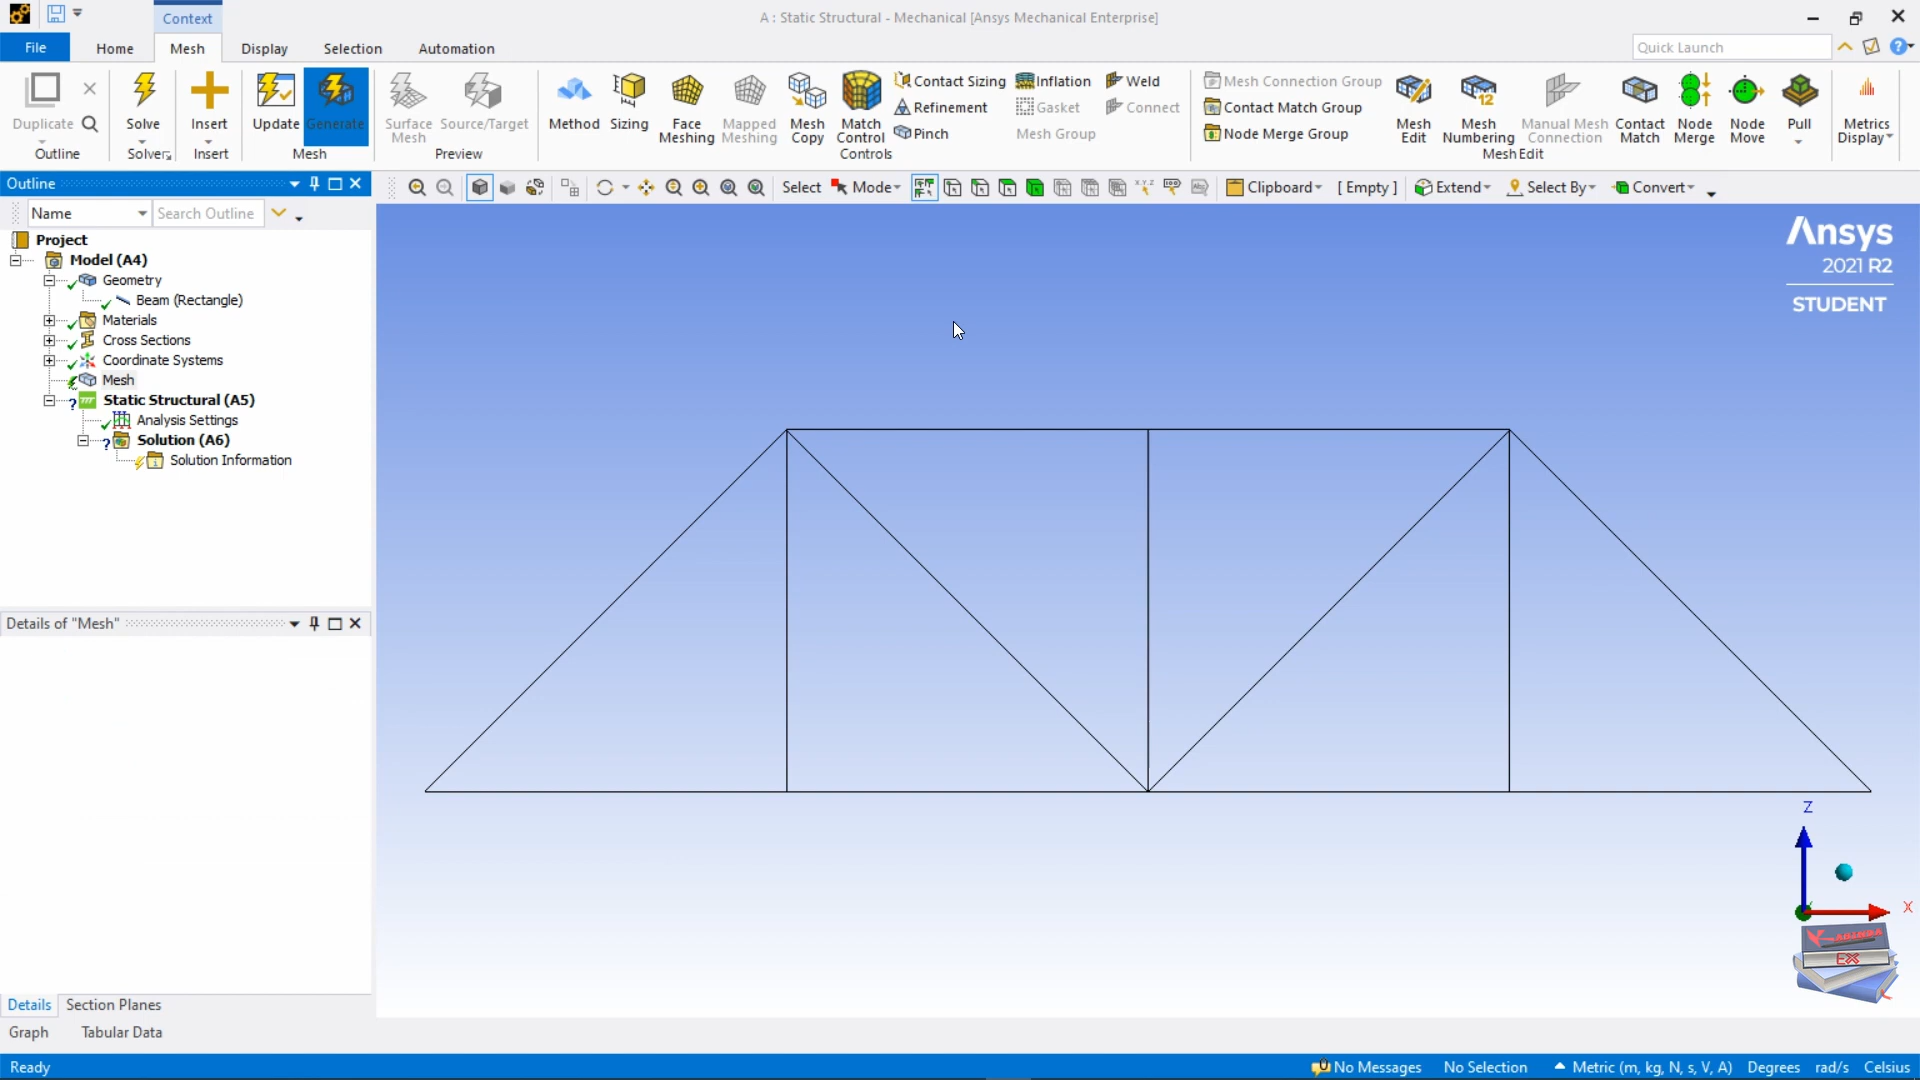 Context
A : Static Structural - Mechanical [Ansys Mechanical Enterprise]
File Home Mesh Display Selection Automation
Quick Launch
Duplicate
Outline
Solve
Solver
Insert
Insert
Update
Generate
Mesh
Surface Mesh
Source/Target
Preview
Method
Sizing
Face Meshing
Mapped Meshing
Mesh Copy
Match Control
Contact Sizing
Refinement
Pinch
Inflation
Gasket
Mesh Group
Weld
Connect
Controls
Mesh Connection Group
Contact Match Group
Node Merge Group
Mesh Edit
Mesh Numbering
12
Manual Mesh Connection
Contact Match
Node Merge
Node Move
Pull
Mesh Edit
Metrics Display
Outline
Select Mode
Clipboard [ Empty ] Extend Select By Convert
Name Search Outline
Project
Model (A4)
Geometry
Beam (Rectangle)
Materials
Cross Sections
Coordinate Systems
Mesh
Static Structural (A5)
Analysis Settings
Solution (A6)
Solution Information
Ansys
2021 R2
STUDENT
Details of "Mesh"
Z
X
EX
Details Section Planes
Graph Tabular Data
Ready
No Messages No Selection Metric (m, kg, N, s, V, A) Degrees rad/s Celsius